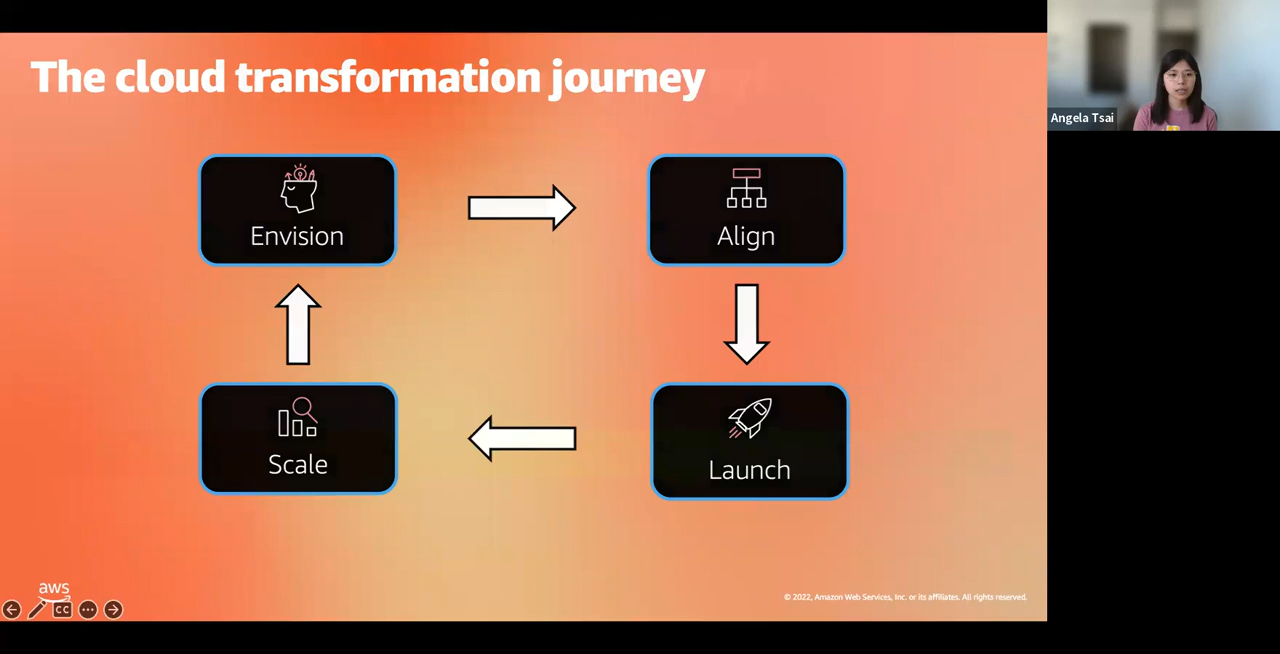 The cloud transformation journey
Angela Tsai
Envision
Align
Scale
Launch
aws
CC
© 2022, Amazon Web Services, Inc. or its affiliates. All rights reserved.